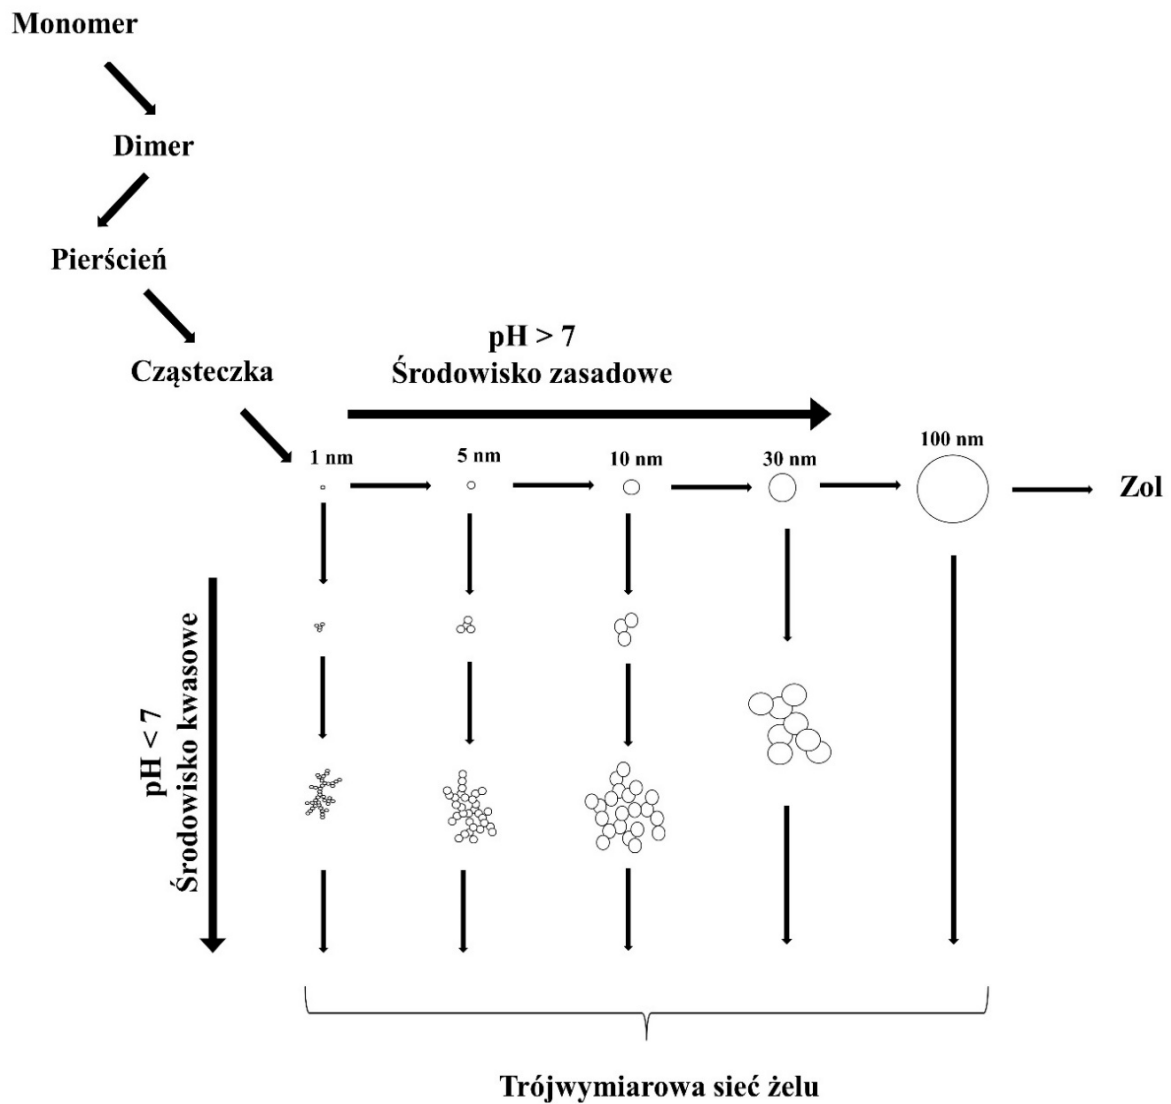 Monomer
Dimer
Pierścień
Cząsteczka
pH > 7
Środowisko zasadowe
1 nm
5 nm
10 nm
30 nm
100 nm
Zol
pH < 7
Środowisko kwasowe
Trójwymiarowa sieć żelu